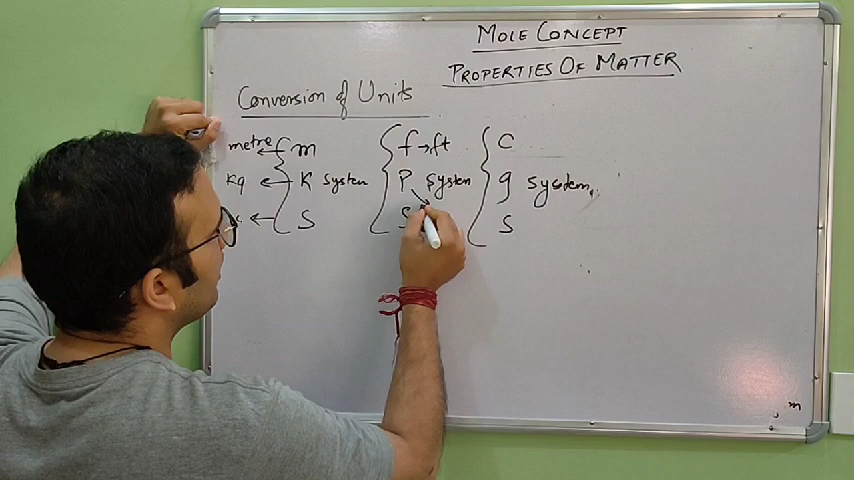 MOLE CONCEPT
PROPERTIES OF MATTER
Conversion of Units
metre ← m f → ft C
kg ← K system P system g system
← S S S
m